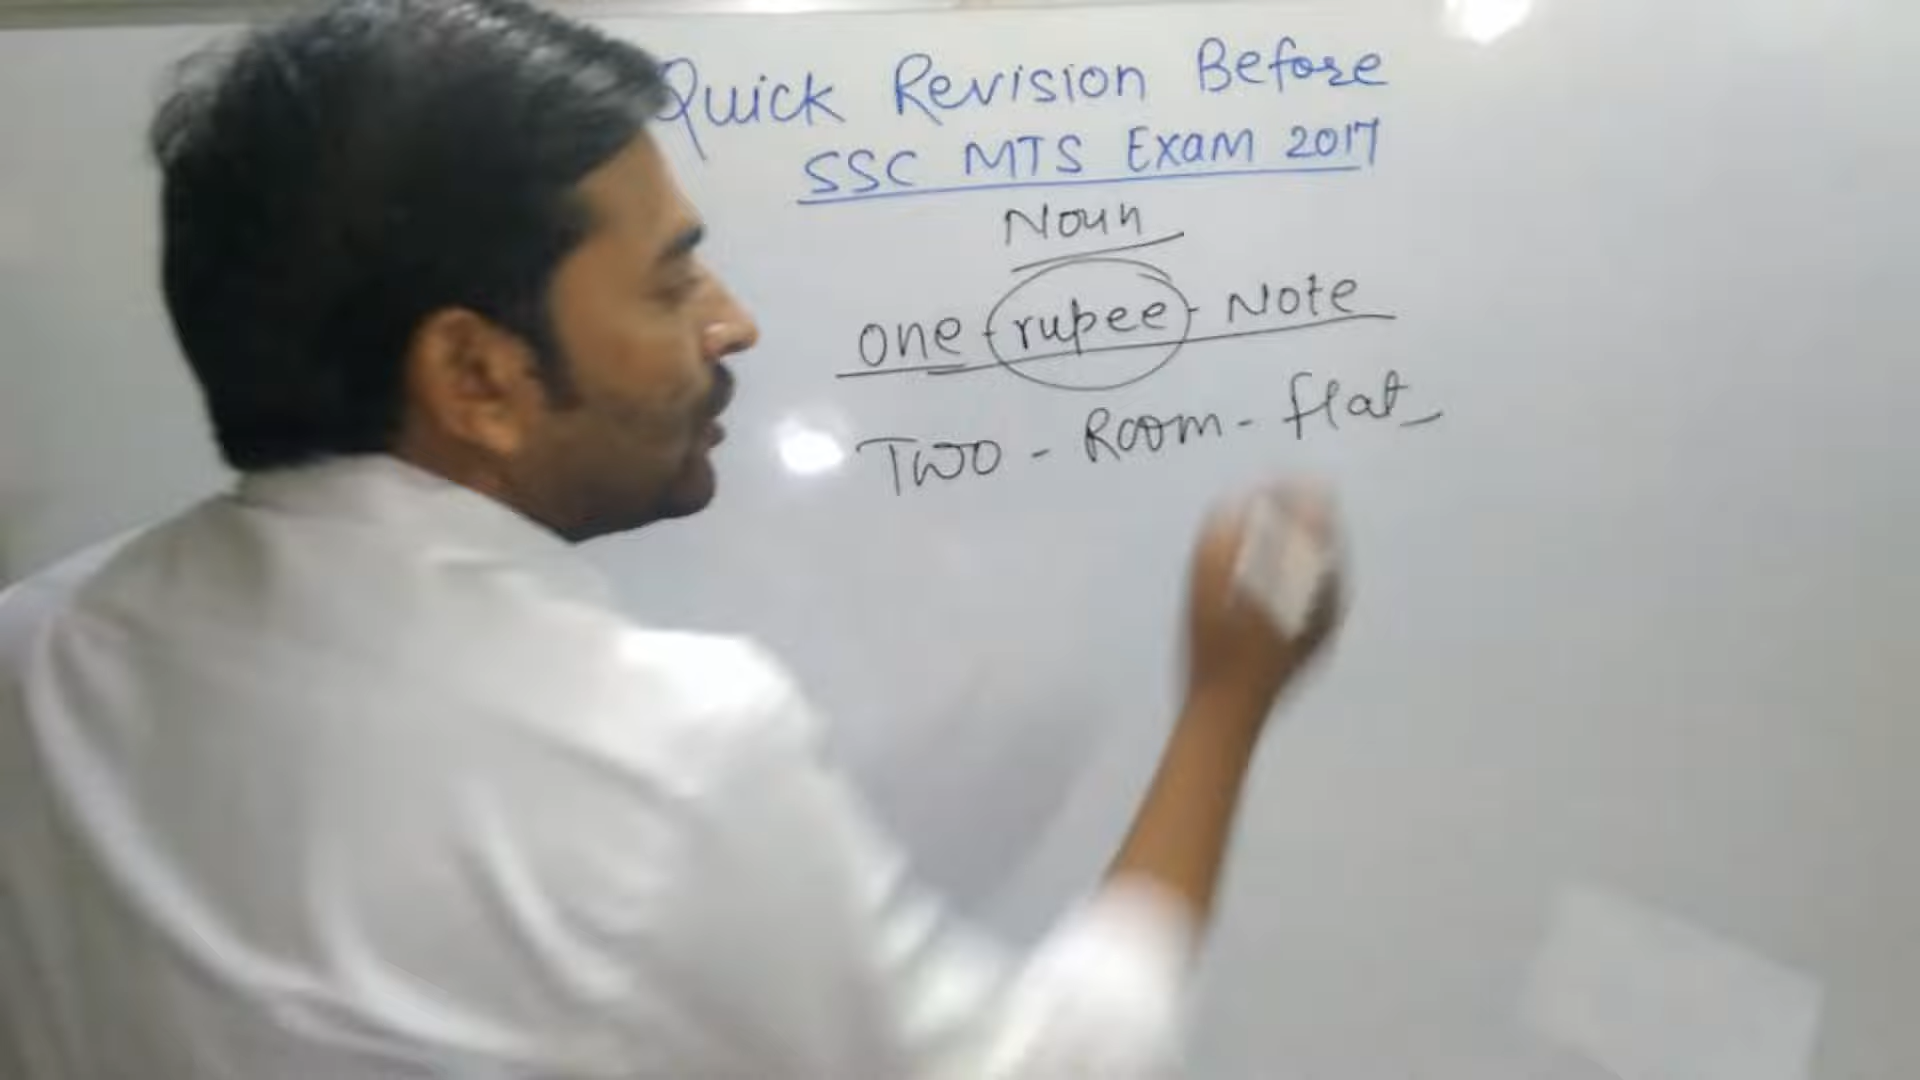 Quick Revision Before
SSC MTS Exam 2017
Noun
one - rupee - Note
Two - Room - flat